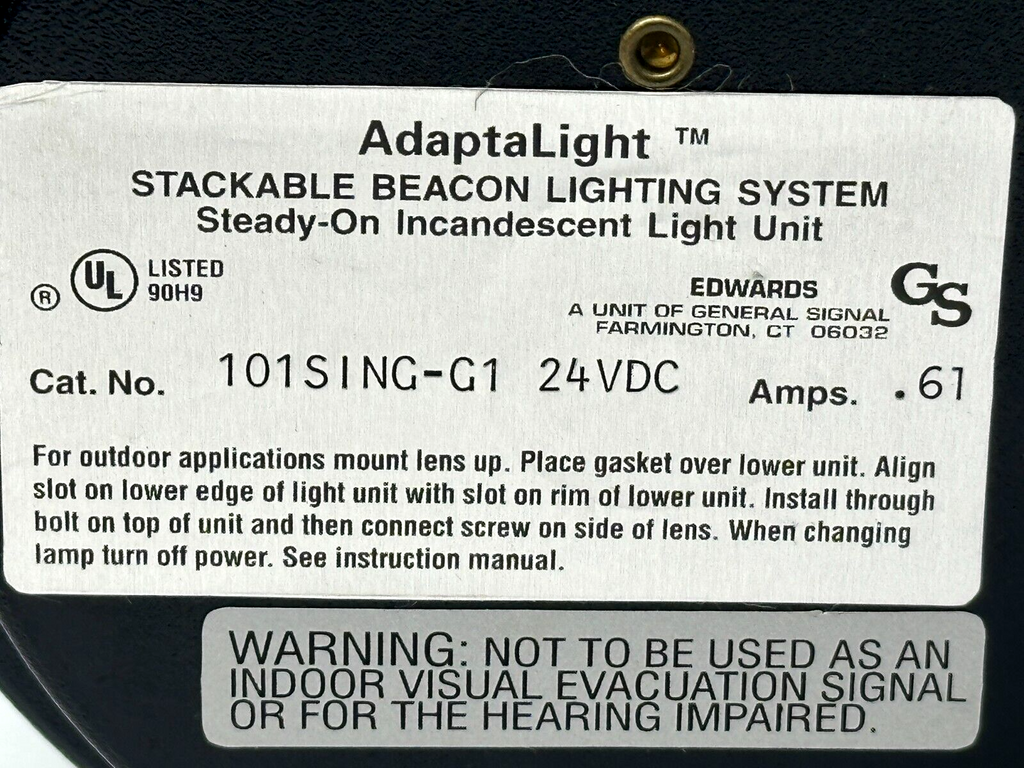 AdaptaLight ™
STACKABLE BEACON LIGHTING SYSTEM
Steady-On Incandescent Light Unit
® UL LISTED
90H9
EDWARDS
A UNIT OF GENERAL SIGNAL
FARMINGTON, CT 06032
GS
Cat. No. 101SING-G1 24VDC Amps. .61
For outdoor applications mount lens up. Place gasket over lower unit. Align
slot on lower edge of light unit with slot on rim of lower unit. Install through
bolt on top of unit and then connect screw on side of lens. When changing
lamp turn off power. See instruction manual.
WARNING: NOT TO BE USED AS AN
INDOOR VISUAL EVACUATION SIGNAL
OR FOR THE HEARING IMPAIRED.